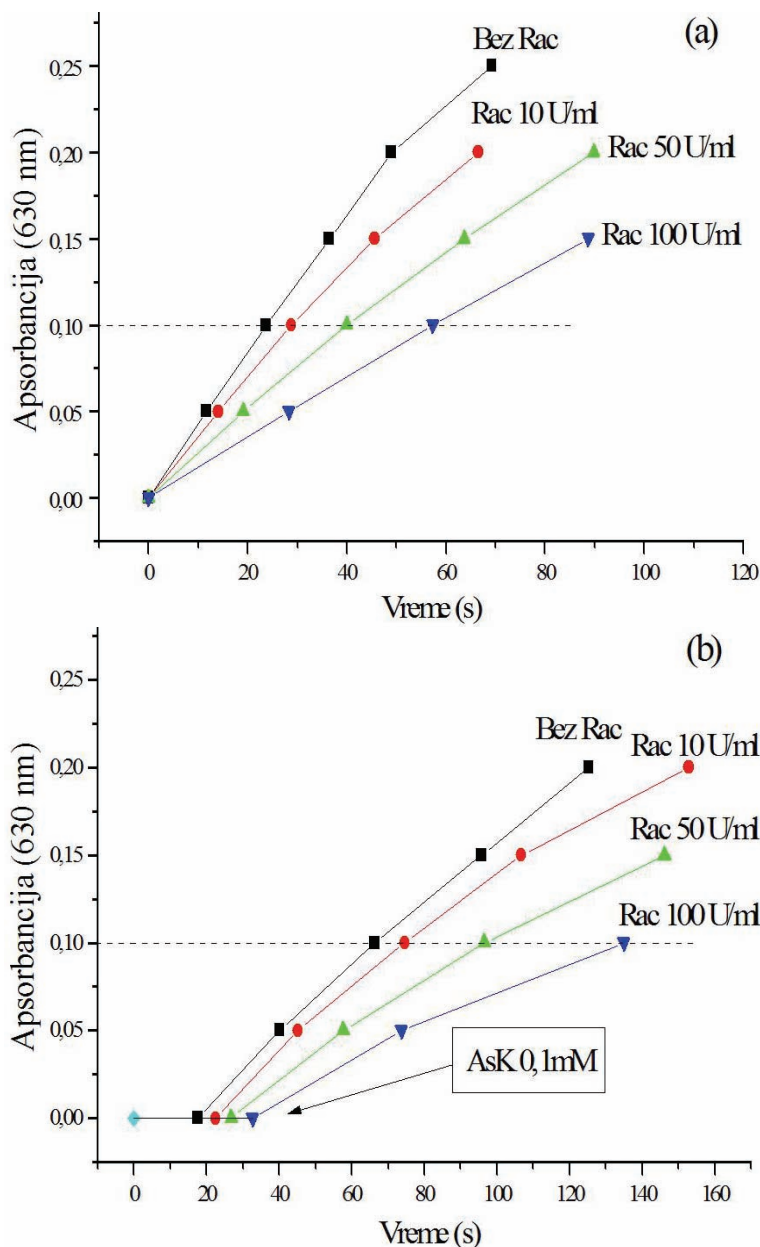 (a)
Bez Rac
Rac 10 U/ml
Rac 50 U/ml
Rac 100 U/ml
Apsorbancija (630 nm)
0,25
0,20
0,15
0,10
0,05
0,00
0 20 40 60 80 100 120
Vreme (s)
(b)
Bez Rac
Rac 10 U/ml
Rac 50 U/ml
Rac 100 U/ml
AsK 0,1mM
Apsorbancija (630 nm)
0,25
0,20
0,15
0,10
0,05
0,00
0 20 40 60 80 100 120 140 160
Vreme (s)